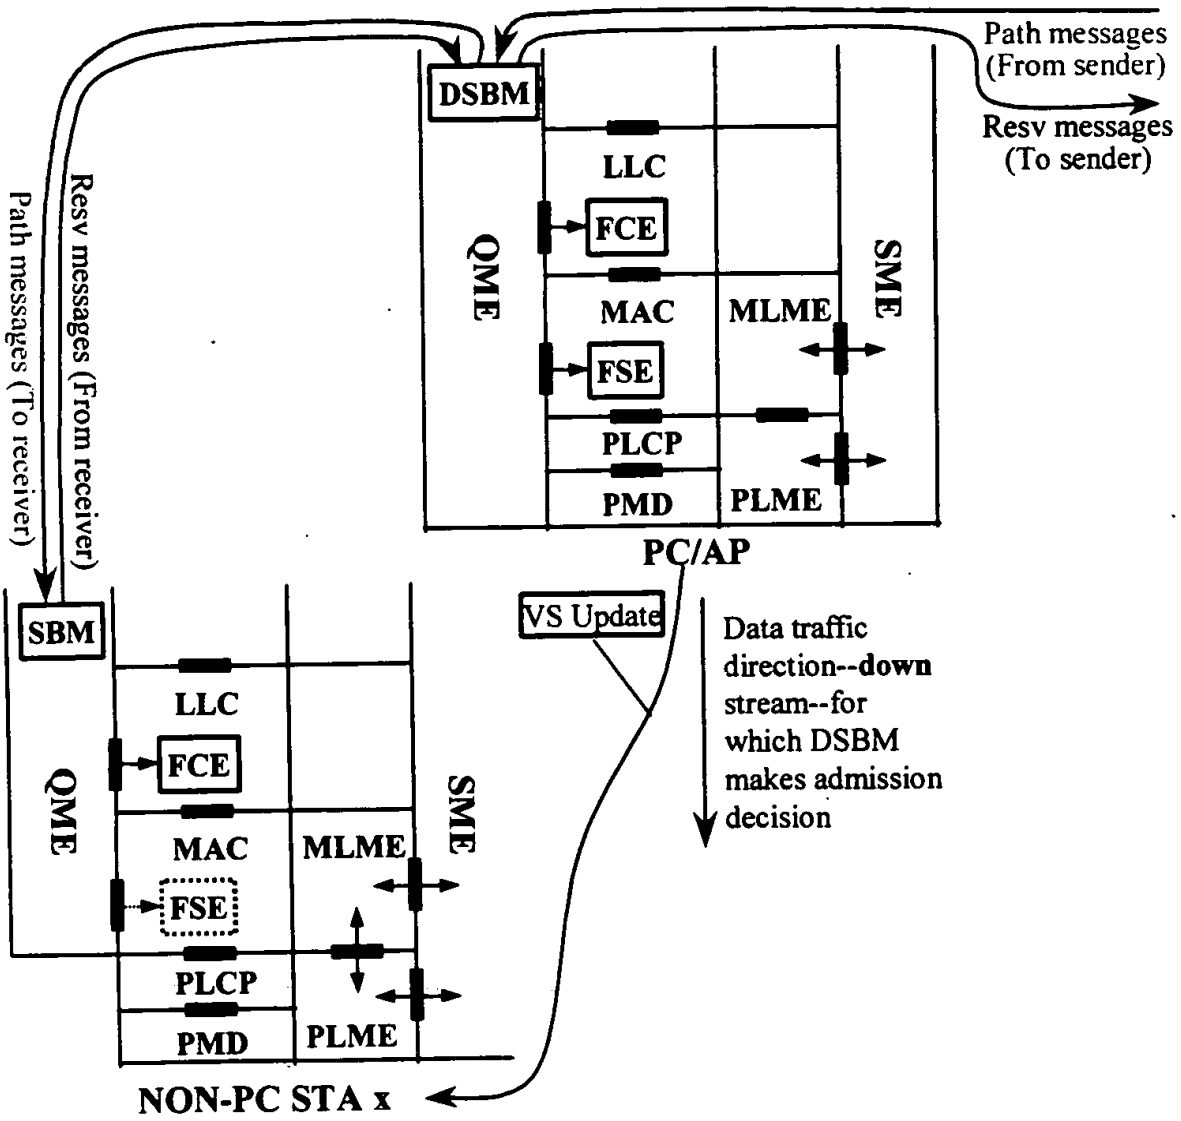 Path messages
(From sender)
DSBM
Resv messages
(To sender)
LLC
FCE
QME
SME
MAC
MLME
FSE
PLCP
PMD
PLME
PC/AP
Path messages (To receiver)
Resv messages (From receiver)
SBM
VS Update
Data traffic
direction--down
stream--for
which DSBM
makes admission
decision
LLC
FCE
QME
SME
MAC
MLME
FSE
PLCP
PMD
PLME
NON-PC STA x